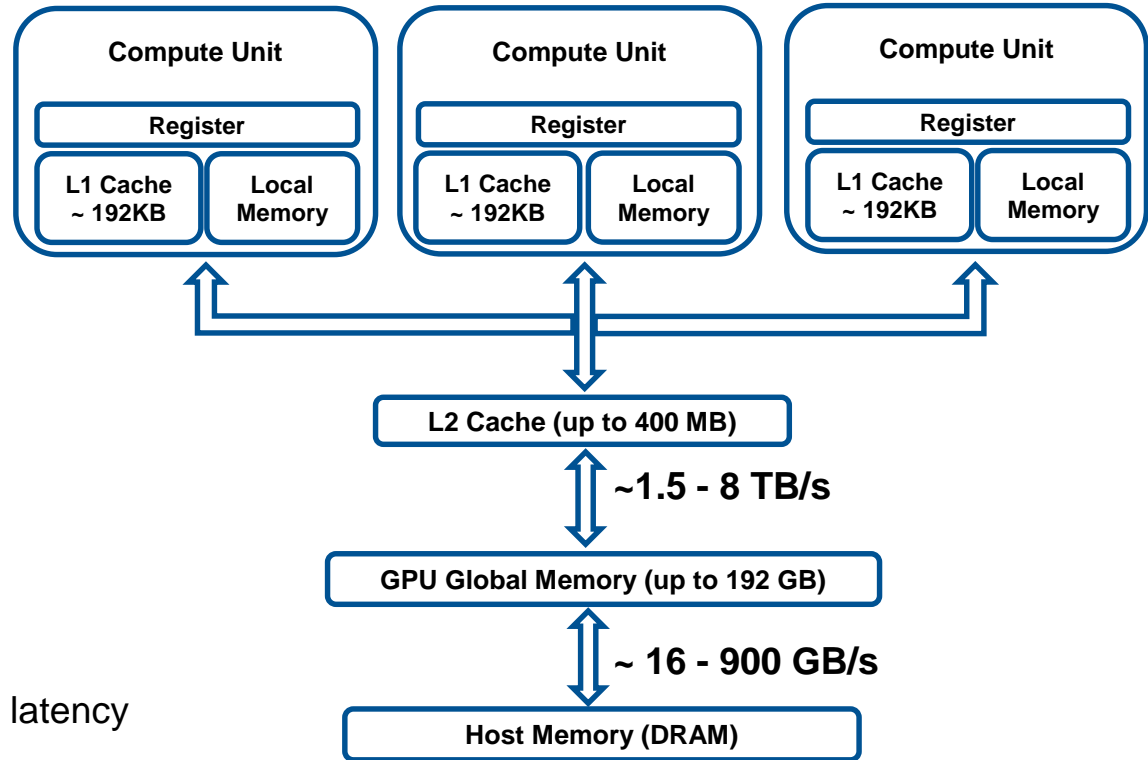 Compute Unit
Register
L1 Cache
~ 192KB
Local
Memory
Compute Unit
Register
L1 Cache
~ 192KB
Local
Memory
Compute Unit
Register
L1 Cache
~ 192KB
Local
Memory
L2 Cache (up to 400 MB)
~1.5 - 8 TB/s
GPU Global Memory (up to 192 GB)
~ 16 - 900 GB/s
latency
Host Memory (DRAM)